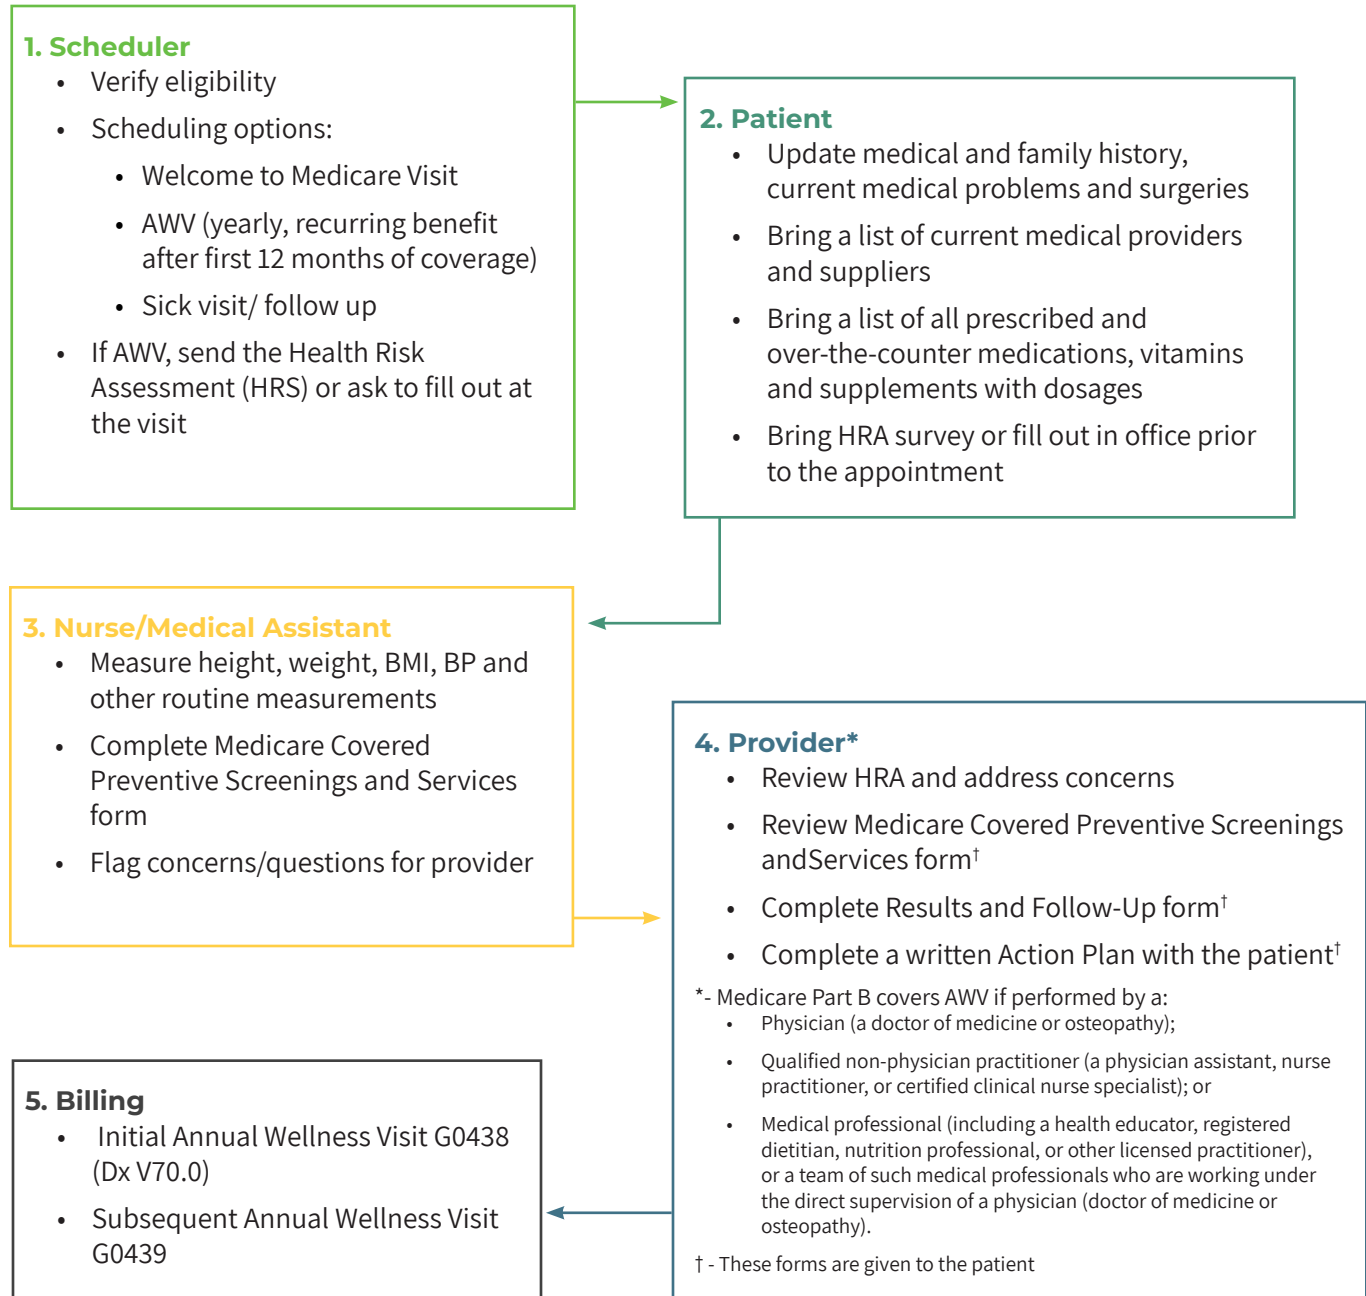 1. Scheduler
• Verify eligibility
• Scheduling options:
• Welcome to Medicare Visit
• AWV (yearly, recurring benefit
after first 12 months of coverage)
• Sick visit/ follow up
• If AWV, send the Health Risk
Assessment (HRS) or ask to fill out at
the visit
2. Patient
• Update medical and family history,
current medical problems and surgeries
• Bring a list of current medical providers
and suppliers
• Bring a list of all prescribed and
over-the-counter medications, vitamins
and supplements with dosages
• Bring HRA survey or fill out in office prior
to the appointment
3. Nurse/Medical Assistant
• Measure height, weight, BMI, BP and
other routine measurements
• Complete Medicare Covered
Preventive Screenings and Services
form
• Flag concerns/questions for provider
4. Provider*
• Review HRA and address concerns
• Review Medicare Covered Preventive Screenings
andServices form†
• Complete Results and Follow-Up form†
• Complete a written Action Plan with the patient†
*- Medicare Part B covers AWV if performed by a:
• Physician (a doctor of medicine or osteopathy);
• Qualified non-physician practitioner (a physician assistant, nurse
practitioner, or certified clinical nurse specialist); or
• Medical professional (including a health educator, registered
dietitian, nutrition professional, or other licensed practitioner),
or a team of such medical professionals who are working under
the direct supervision of a physician (doctor of medicine or
osteopathy).
† - These forms are given to the patient
5. Billing
• Initial Annual Wellness Visit G0438
(Dx V70.0)
• Subsequent Annual Wellness Visit
G0439